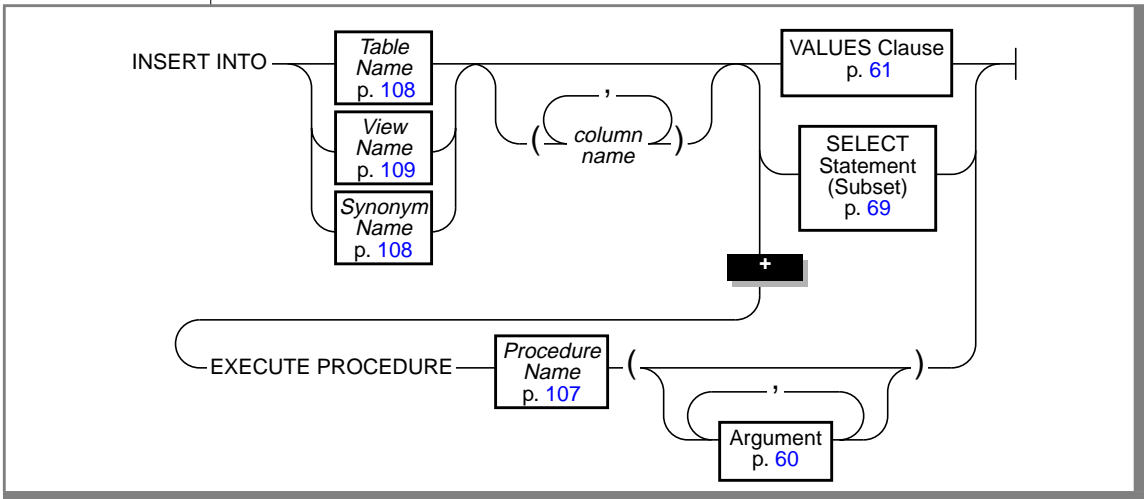 INSERT INTO
Table
Name
p. 108
View
Name
p. 109
Synonym
Name
p. 108
,
( column )
name
VALUES Clause
p. 61
SELECT
Statement
(Subset)
p. 69
+
EXECUTE PROCEDURE
Procedure
Name
p. 107
( )
,
Argument
p. 60